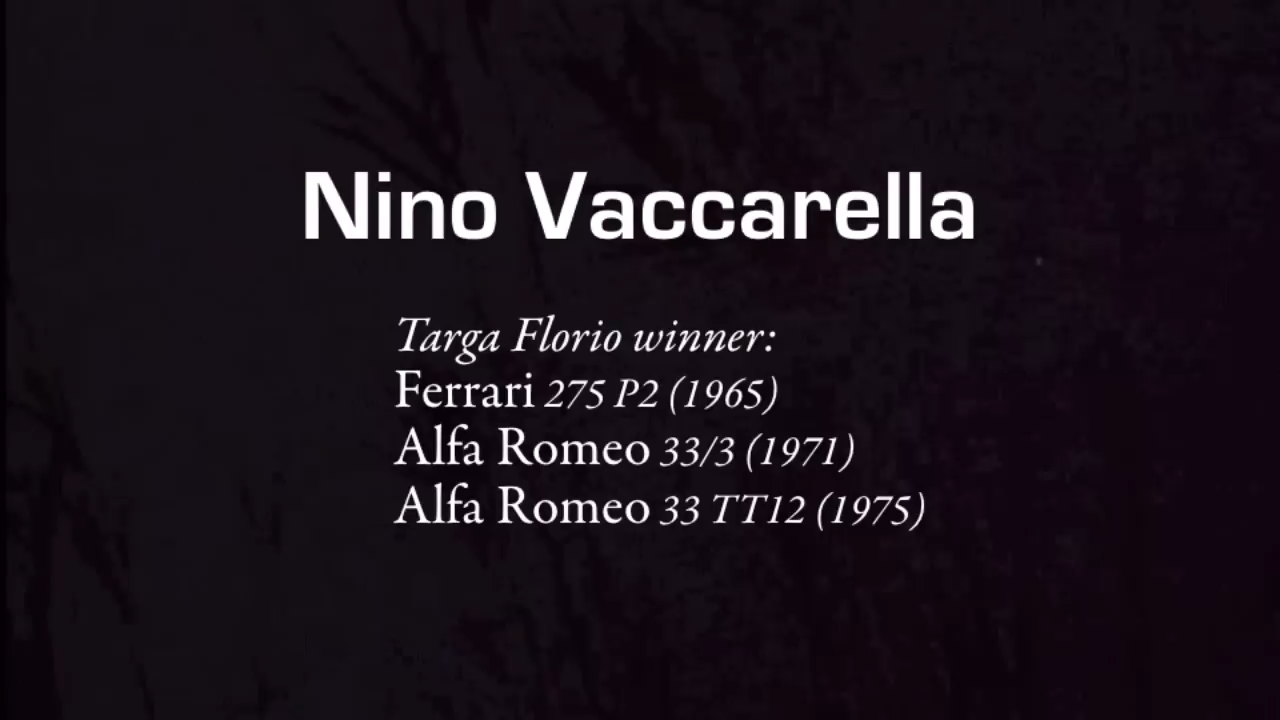 Nino Vaccarella
Targa Florio winner:
Ferrari 275 P2 (1965)
Alfa Romeo 33/3 (1971)
Alfa Romeo 33 TT12 (1975)